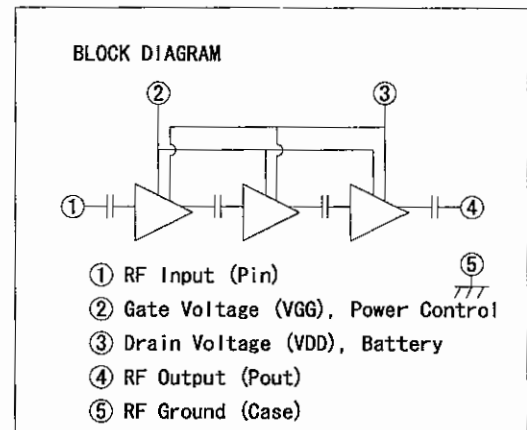 BLOCK DIAGRAM
② ③
① ④
⑤
① RF Input (Pin)
② Gate Voltage (VGG), Power Control
③ Drain Voltage (VDD), Battery
④ RF Output (Pout)
⑤ RF Ground (Case)